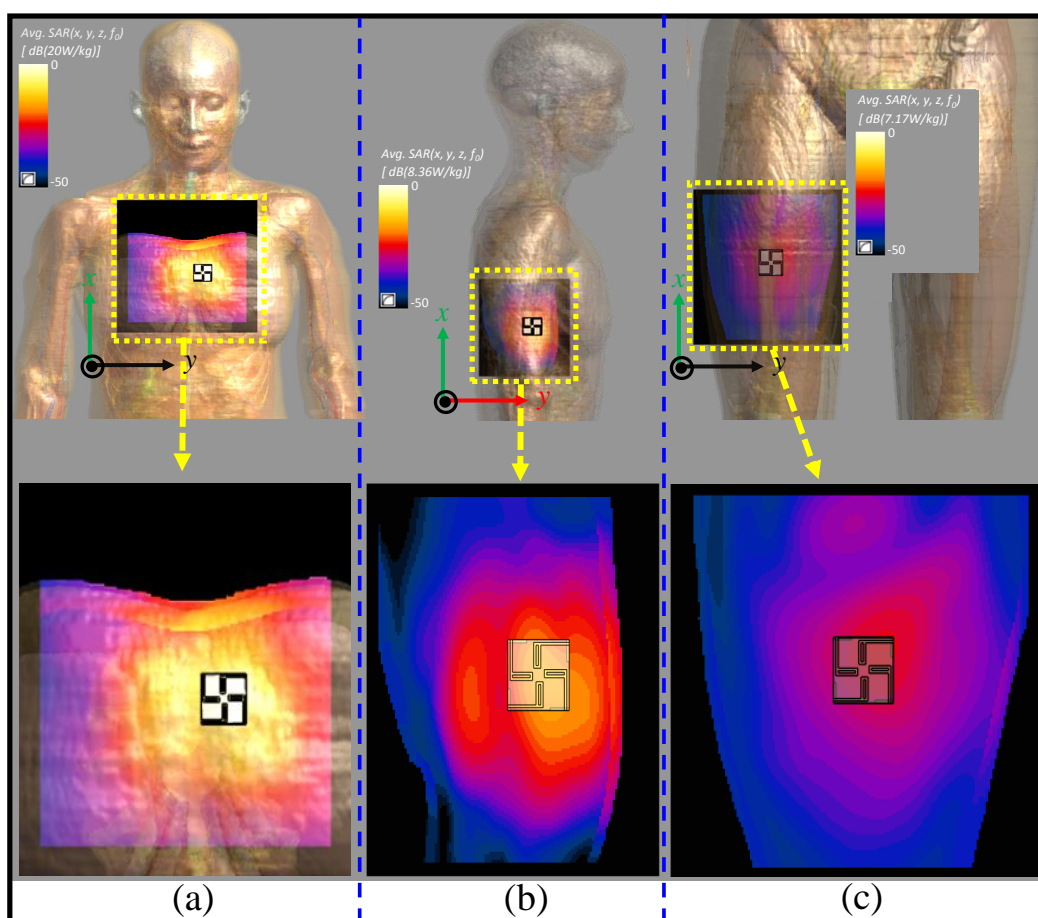 Avg. SAR(x, y, z, f₀)
[ dB(20W/kg)]
0
-50
x
y
Avg. SAR(x, y, z, f₀)
[ dB(8.36W/kg)]
0
-50
x
y
Avg. SAR(x, y, z, f₀)
[ dB(7.17W/kg)]
0
-50
x
y
(a)
(b)
(c)